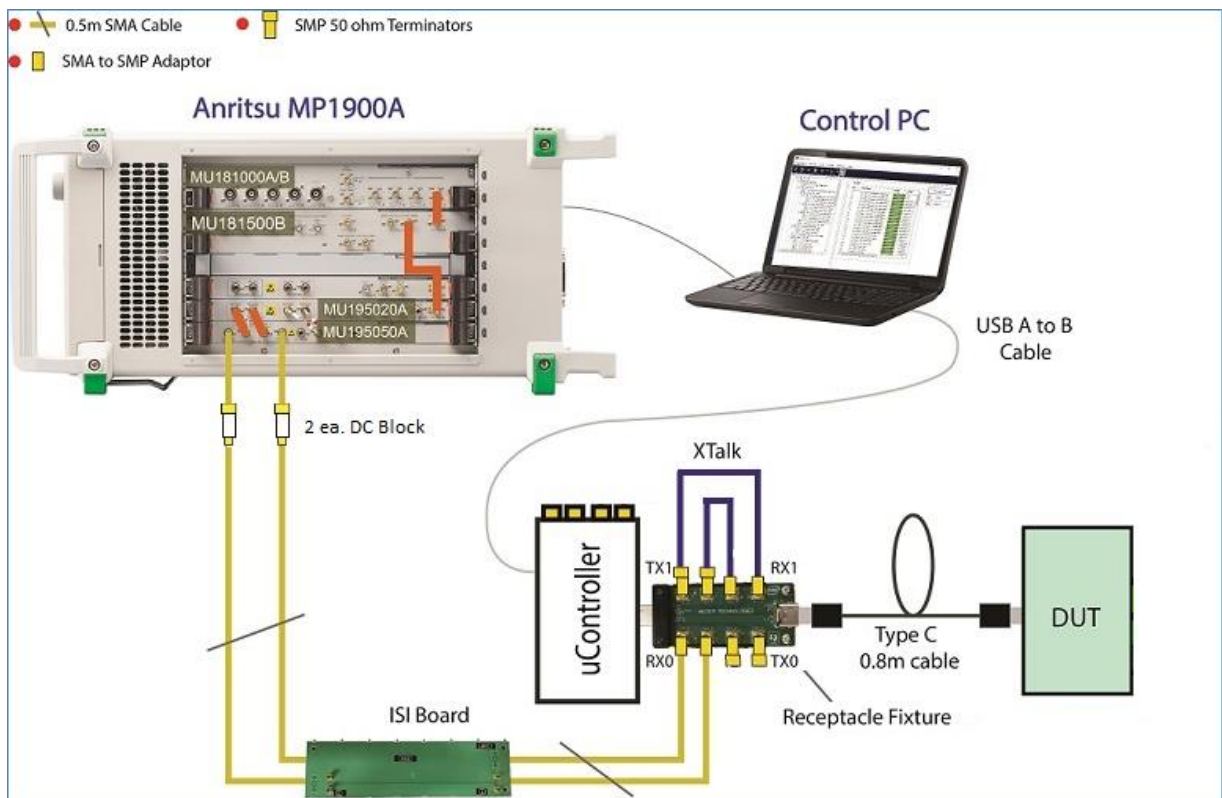 0.5m SMA Cable
SMP 50 ohm Terminators
SMA to SMP Adaptor
Anritsu MP1900A
Control PC
MU181000A/B
MU181500B
MU195020A
MU195050A
USB A to B
Cable
2 ea. DC Block
XTalk
uController
TX1
RX1
RX0
TX0
Type C
0.8m cable
DUT
Receptacle Fixture
ISI Board